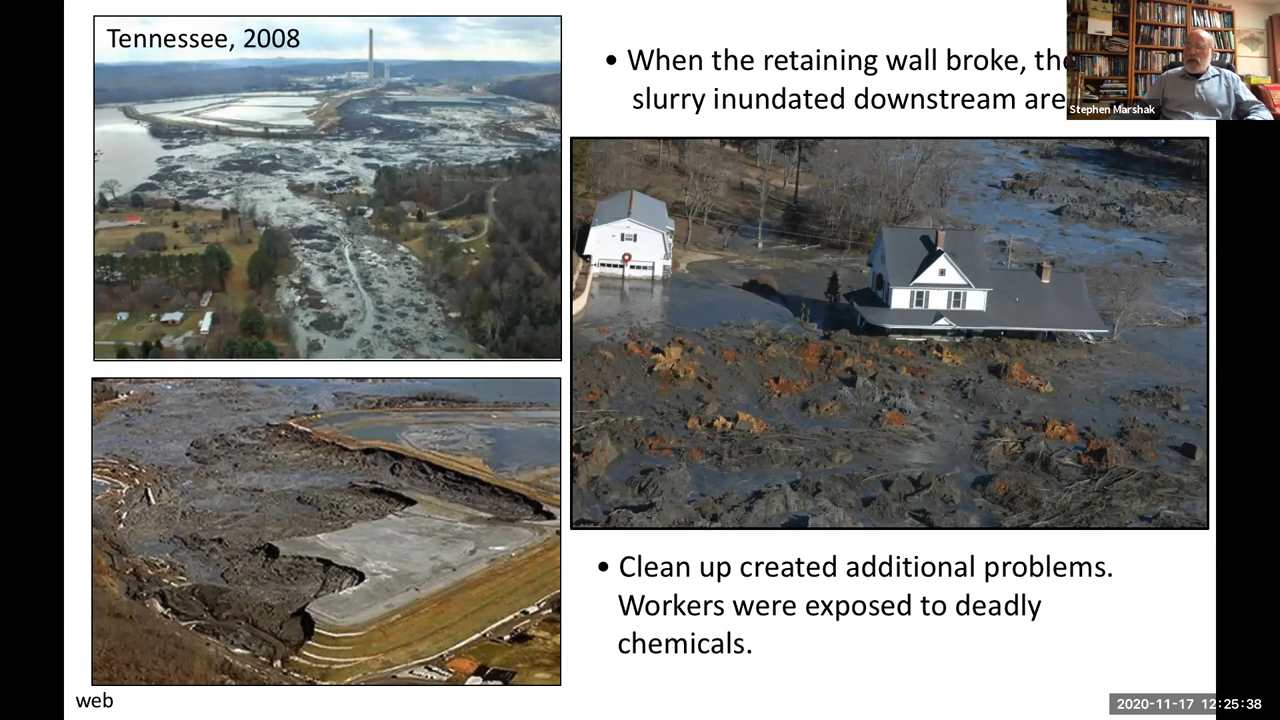 Tennessee, 2008
• When the retaining wall broke, the
slurry inundated downstream are
Stephen Marshak
• Clean up created additional problems.
Workers were exposed to deadly
chemicals.
web
2020-11-17 12:25:38